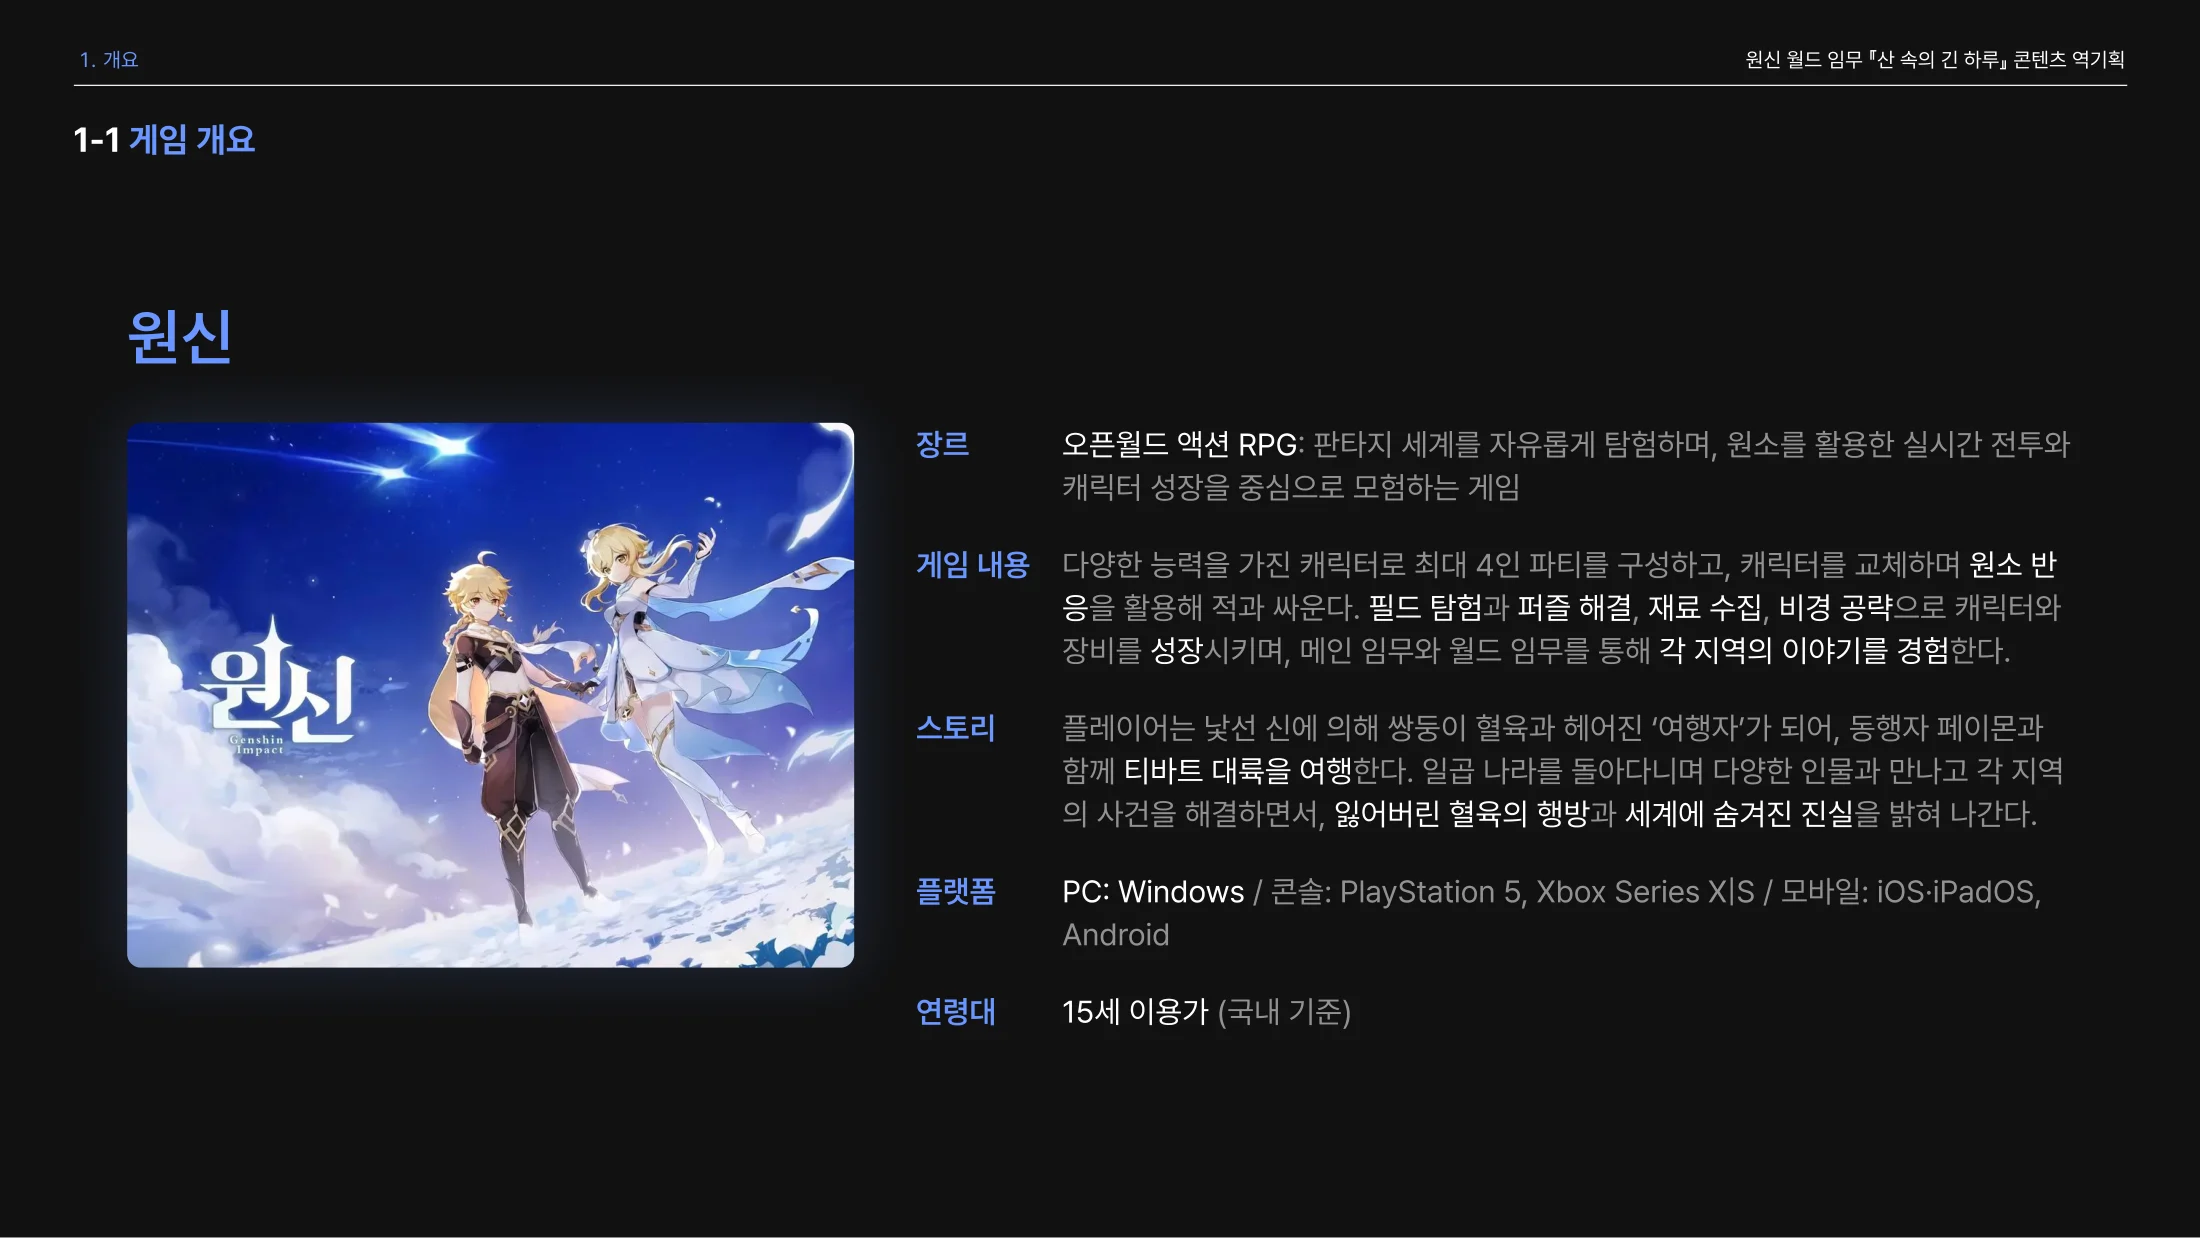 1. 개요
원신 월드 임무 『산 속의 긴 하루』 콘텐츠 역기획
1-1 게임 개요
원신
원신
Genshin
Impact
장르
오픈월드 액션 RPG: 판타지 세계를 자유롭게 탐험하며, 원소를 활용한 실시간 전투와
캐릭터 성장을 중심으로 모험하는 게임
게임 내용
다양한 능력을 가진 캐릭터로 최대 4인 파티를 구성하고, 캐릭터를 교체하며 원소 반
응을 활용해 적과 싸운다. 필드 탐험과 퍼즐 해결, 재료 수집, 비경 공략으로 캐릭터와
장비를 성장시키며, 메인 임무와 월드 임무를 통해 각 지역의 이야기를 경험한다.
스토리
플레이어는 낯선 신에 의해 쌍둥이 혈육과 헤어진 ‘여행자’가 되어, 동행자 페이몬과
함께 티바트 대륙을 여행한다. 일곱 나라를 돌아다니며 다양한 인물과 만나고 각 지역
의 사건을 해결하면서, 잃어버린 혈육의 행방과 세계에 숨겨진 진실을 밝혀 나간다.
플랫폼
PC: Windows / 콘솔: PlayStation 5, Xbox Series X|S / 모바일: iOS·iPadOS,
Android
연령대
15세 이용가 (국내 기준)